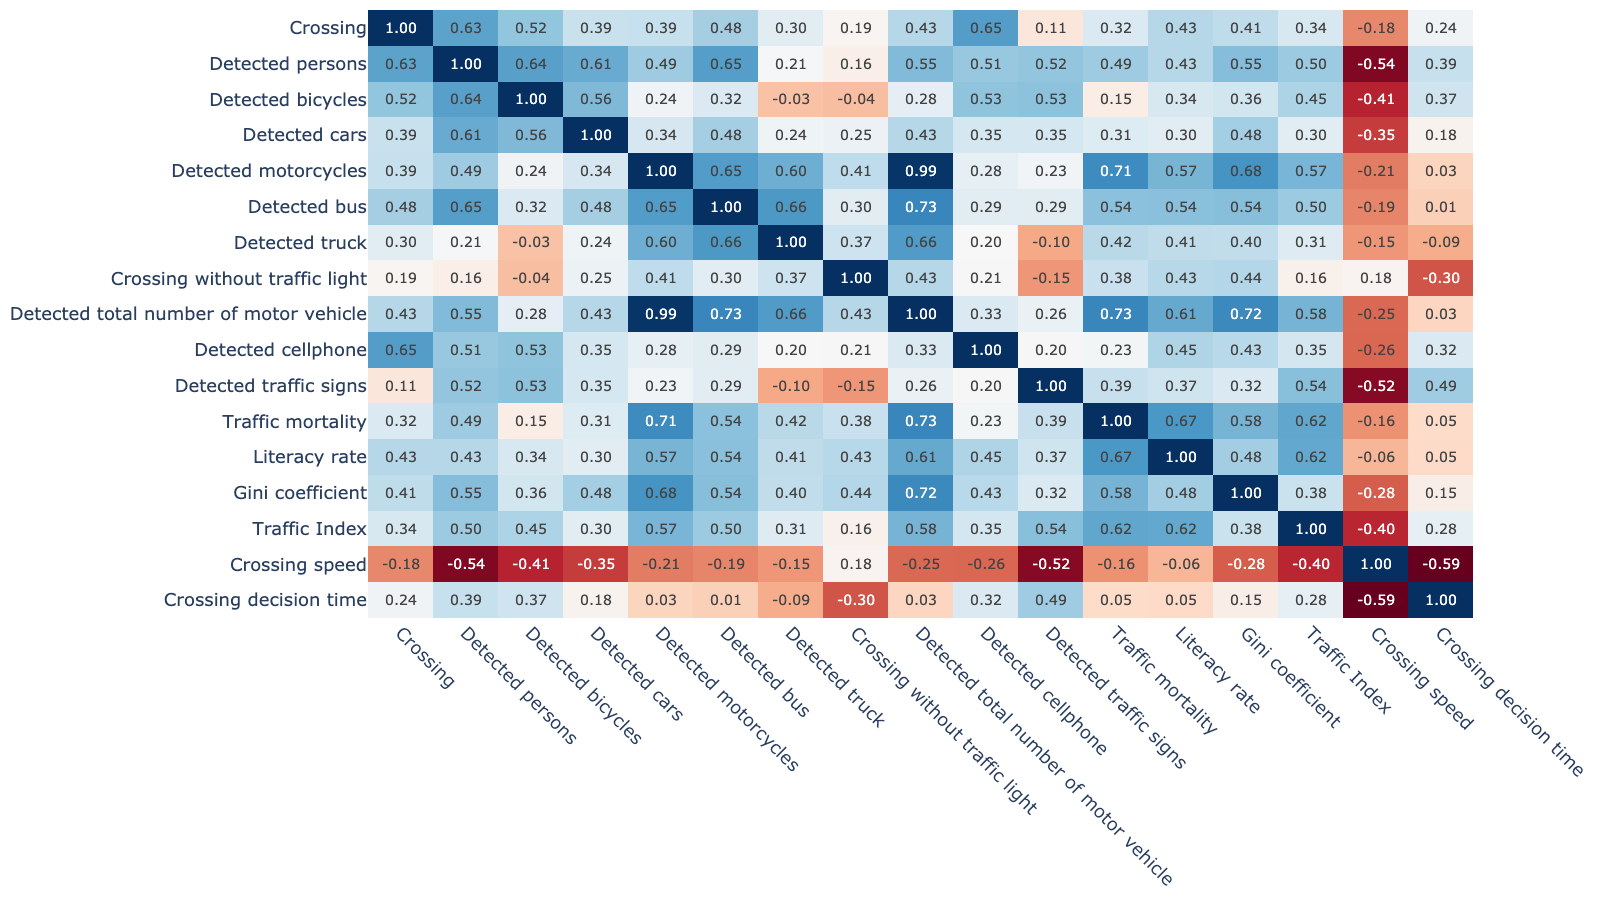 Crossing 1.00 0.63 0.52 0.39 0.39 0.48 0.30 0.19 0.43 0.65 0.11 0.32 0.43 0.41 0.34 -0.18 0.24
Detected persons 0.63 1.00 0.64 0.61 0.49 0.65 0.21 0.16 0.55 0.51 0.52 0.49 0.43 0.55 0.50 -0.54 0.39
Detected bicycles 0.52 0.64 1.00 0.56 0.24 0.32 -0.03 -0.04 0.28 0.53 0.53 0.15 0.34 0.36 0.45 -0.41 0.37
Detected cars 0.39 0.61 0.56 1.00 0.34 0.48 0.24 0.25 0.43 0.35 0.35 0.31 0.30 0.48 0.30 -0.35 0.18
Detected motorcycles 0.39 0.49 0.24 0.34 1.00 0.65 0.60 0.41 0.99 0.28 0.23 0.71 0.57 0.68 0.57 -0.21 0.03
Detected bus 0.48 0.65 0.32 0.48 0.65 1.00 0.66 0.30 0.73 0.29 0.29 0.54 0.54 0.54 0.50 -0.19 0.01
Detected truck 0.30 0.21 -0.03 0.24 0.60 0.66 1.00 0.37 0.66 0.20 -0.10 0.42 0.41 0.40 0.31 -0.15 -0.09
Crossing without traffic light 0.19 0.16 -0.04 0.25 0.41 0.30 0.37 1.00 0.43 0.21 -0.15 0.38 0.43 0.44 0.16 0.18 -0.30
Detected total number of motor vehicle 0.43 0.55 0.28 0.43 0.99 0.73 0.66 0.43 1.00 0.33 0.26 0.73 0.61 0.72 0.58 -0.25 0.03
Detected cellphone 0.65 0.51 0.53 0.35 0.28 0.29 0.20 0.21 0.33 1.00 0.20 0.23 0.45 0.43 0.35 -0.26 0.32
Detected traffic signs 0.11 0.52 0.53 0.35 0.23 0.29 -0.10 -0.15 0.26 0.20 1.00 0.39 0.37 0.32 0.54 -0.52 0.49
Traffic mortality 0.32 0.49 0.15 0.31 0.71 0.54 0.42 0.38 0.73 0.23 0.39 1.00 0.67 0.58 0.62 -0.16 0.05
Literacy rate 0.43 0.43 0.34 0.30 0.57 0.54 0.41 0.43 0.61 0.45 0.37 0.67 1.00 0.48 0.62 -0.06 0.05
Gini coefficient 0.41 0.55 0.36 0.48 0.68 0.54 0.40 0.44 0.72 0.43 0.32 0.58 0.48 1.00 0.38 -0.28 0.15
Traffic Index 0.34 0.50 0.45 0.30 0.57 0.50 0.31 0.16 0.58 0.35 0.54 0.62 0.62 0.38 1.00 -0.40 0.28
Crossing speed -0.18 -0.54 -0.41 -0.35 -0.21 -0.19 -0.15 0.18 -0.25 -0.26 -0.52 -0.16 -0.06 -0.28 -0.40 1.00 -0.59
Crossing decision time 0.24 0.39 0.37 0.18 0.03 0.01 -0.09 -0.30 0.03 0.32 0.49 0.05 0.05 0.15 0.28 -0.59 1.00
Crossing
Detected persons
Detected bicycles
Detected cars
Detected motorcycles
Detected bus
Detected truck
Crossing without traffic light
Detected total number of motor vehicle
Detected cellphone
Detected traffic signs
Traffic mortality
Literacy rate
Gini coefficient
Traffic Index
Crossing speed
Crossing decision time